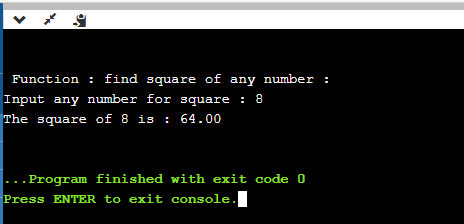 Function : find square of any number :
Input any number for square : 8
The square of 8 is : 64.00
...Program finished with exit code 0
Press ENTER to exit console.